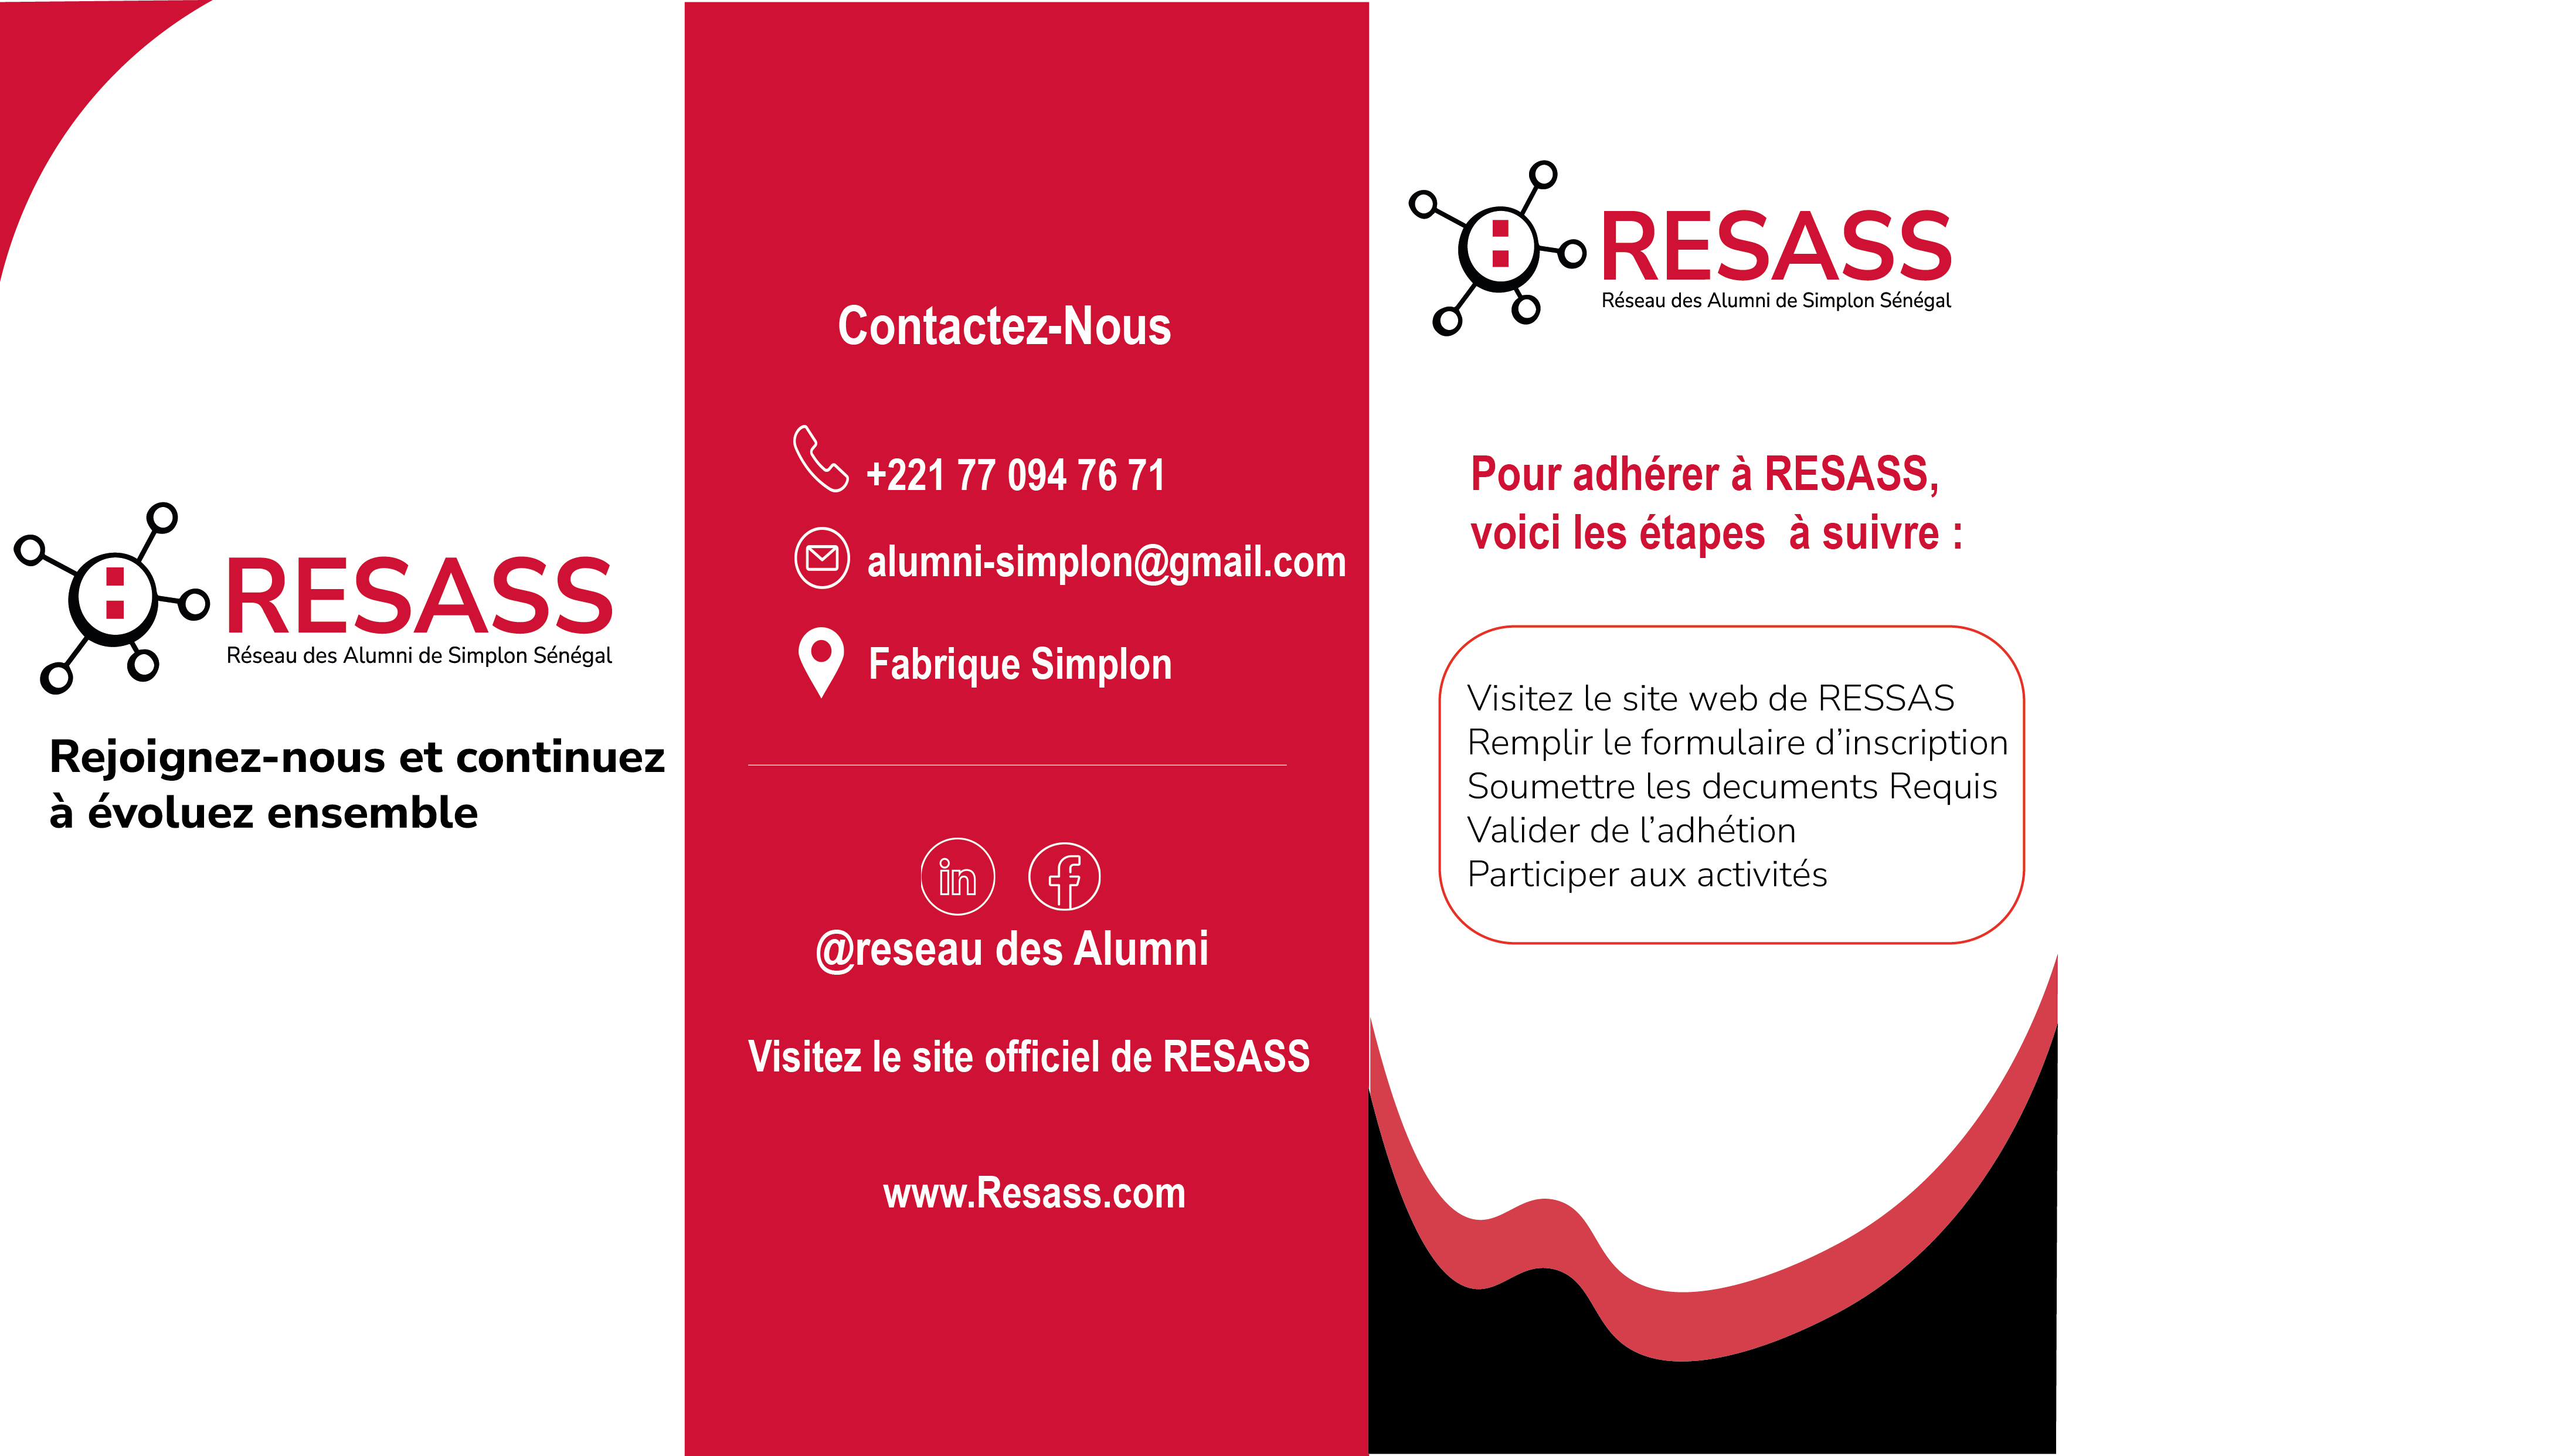 RESASS
Réseau des Alumni de Simplon Sénégal
Rejoignez-nous et continuez
à évoluez ensemble
Contactez-Nous
+221 77 094 76 71
alumni-simplon@gmail.com
Fabrique Simplon
in f
@reseau des Alumni
Visitez le site officiel de RESASS
www.Resass.com
RESASS
Réseau des Alumni de Simplon Sénégal
Pour adhérer à RESASS,
voici les étapes à suivre :
Visitez le site web de RESSAS
Remplir le formulaire d’inscription
Soumettre les decuments Requis
Valider de l’adhétion
Participer aux activités